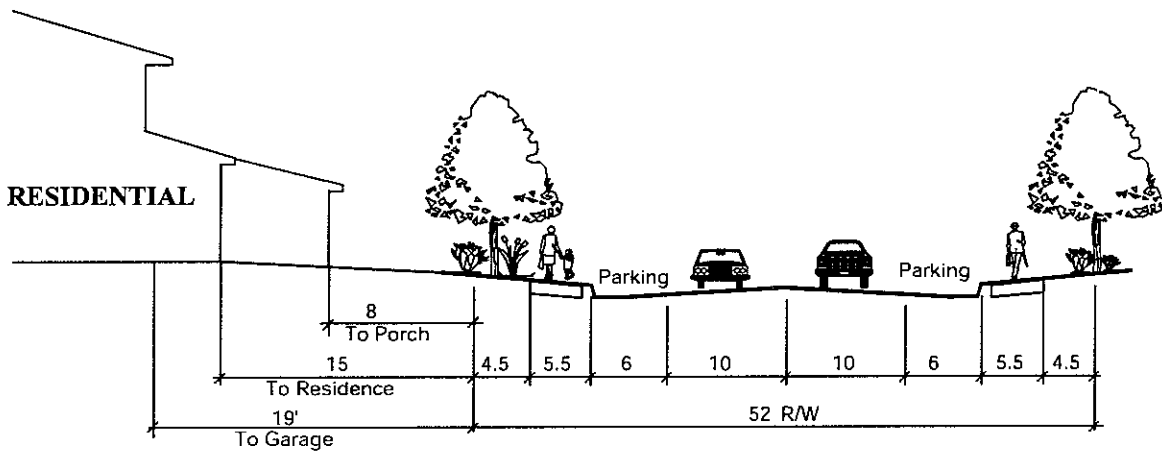 RESIDENTIAL
Parking Parking
8
To Porch
15 4.5 5.5 6 10 10 6 5.5 4.5
To Residence
19' 52 R/W
To Garage